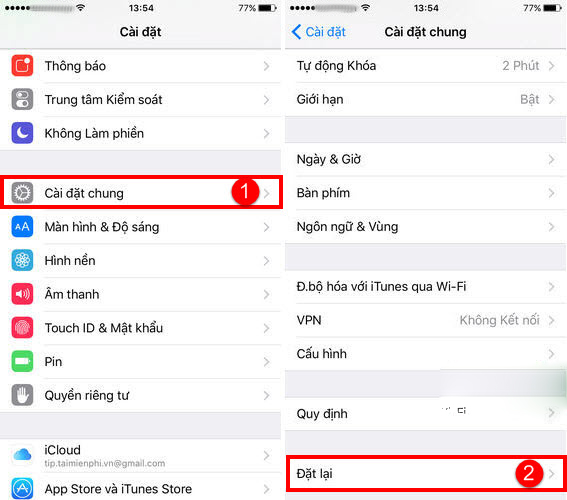 13:54
77%
Cài đặt
Thông báo
Trung tâm Kiểm soát
Không Làm phiền
Cài đặt chung
1
AA
Màn hình & Độ sáng
Hình nền
Âm thanh
Touch ID & Mật khẩu
Pin
Quyền riêng tư
iCloud
tip.taimienphi.vn@gmail.com
App Store và iTunes Store
13:54
77%
Cài đặt
Cài đặt chung
Tự động Khóa
2 Phút
Giới hạn
Bật
Ngày & Giờ
Bàn phím
Ngôn ngữ & Vùng
Đ.bộ hóa với iTunes qua Wi-Fi
VPN
Không Kết nối
Cấu hình
Quy định
Đặt lại
2